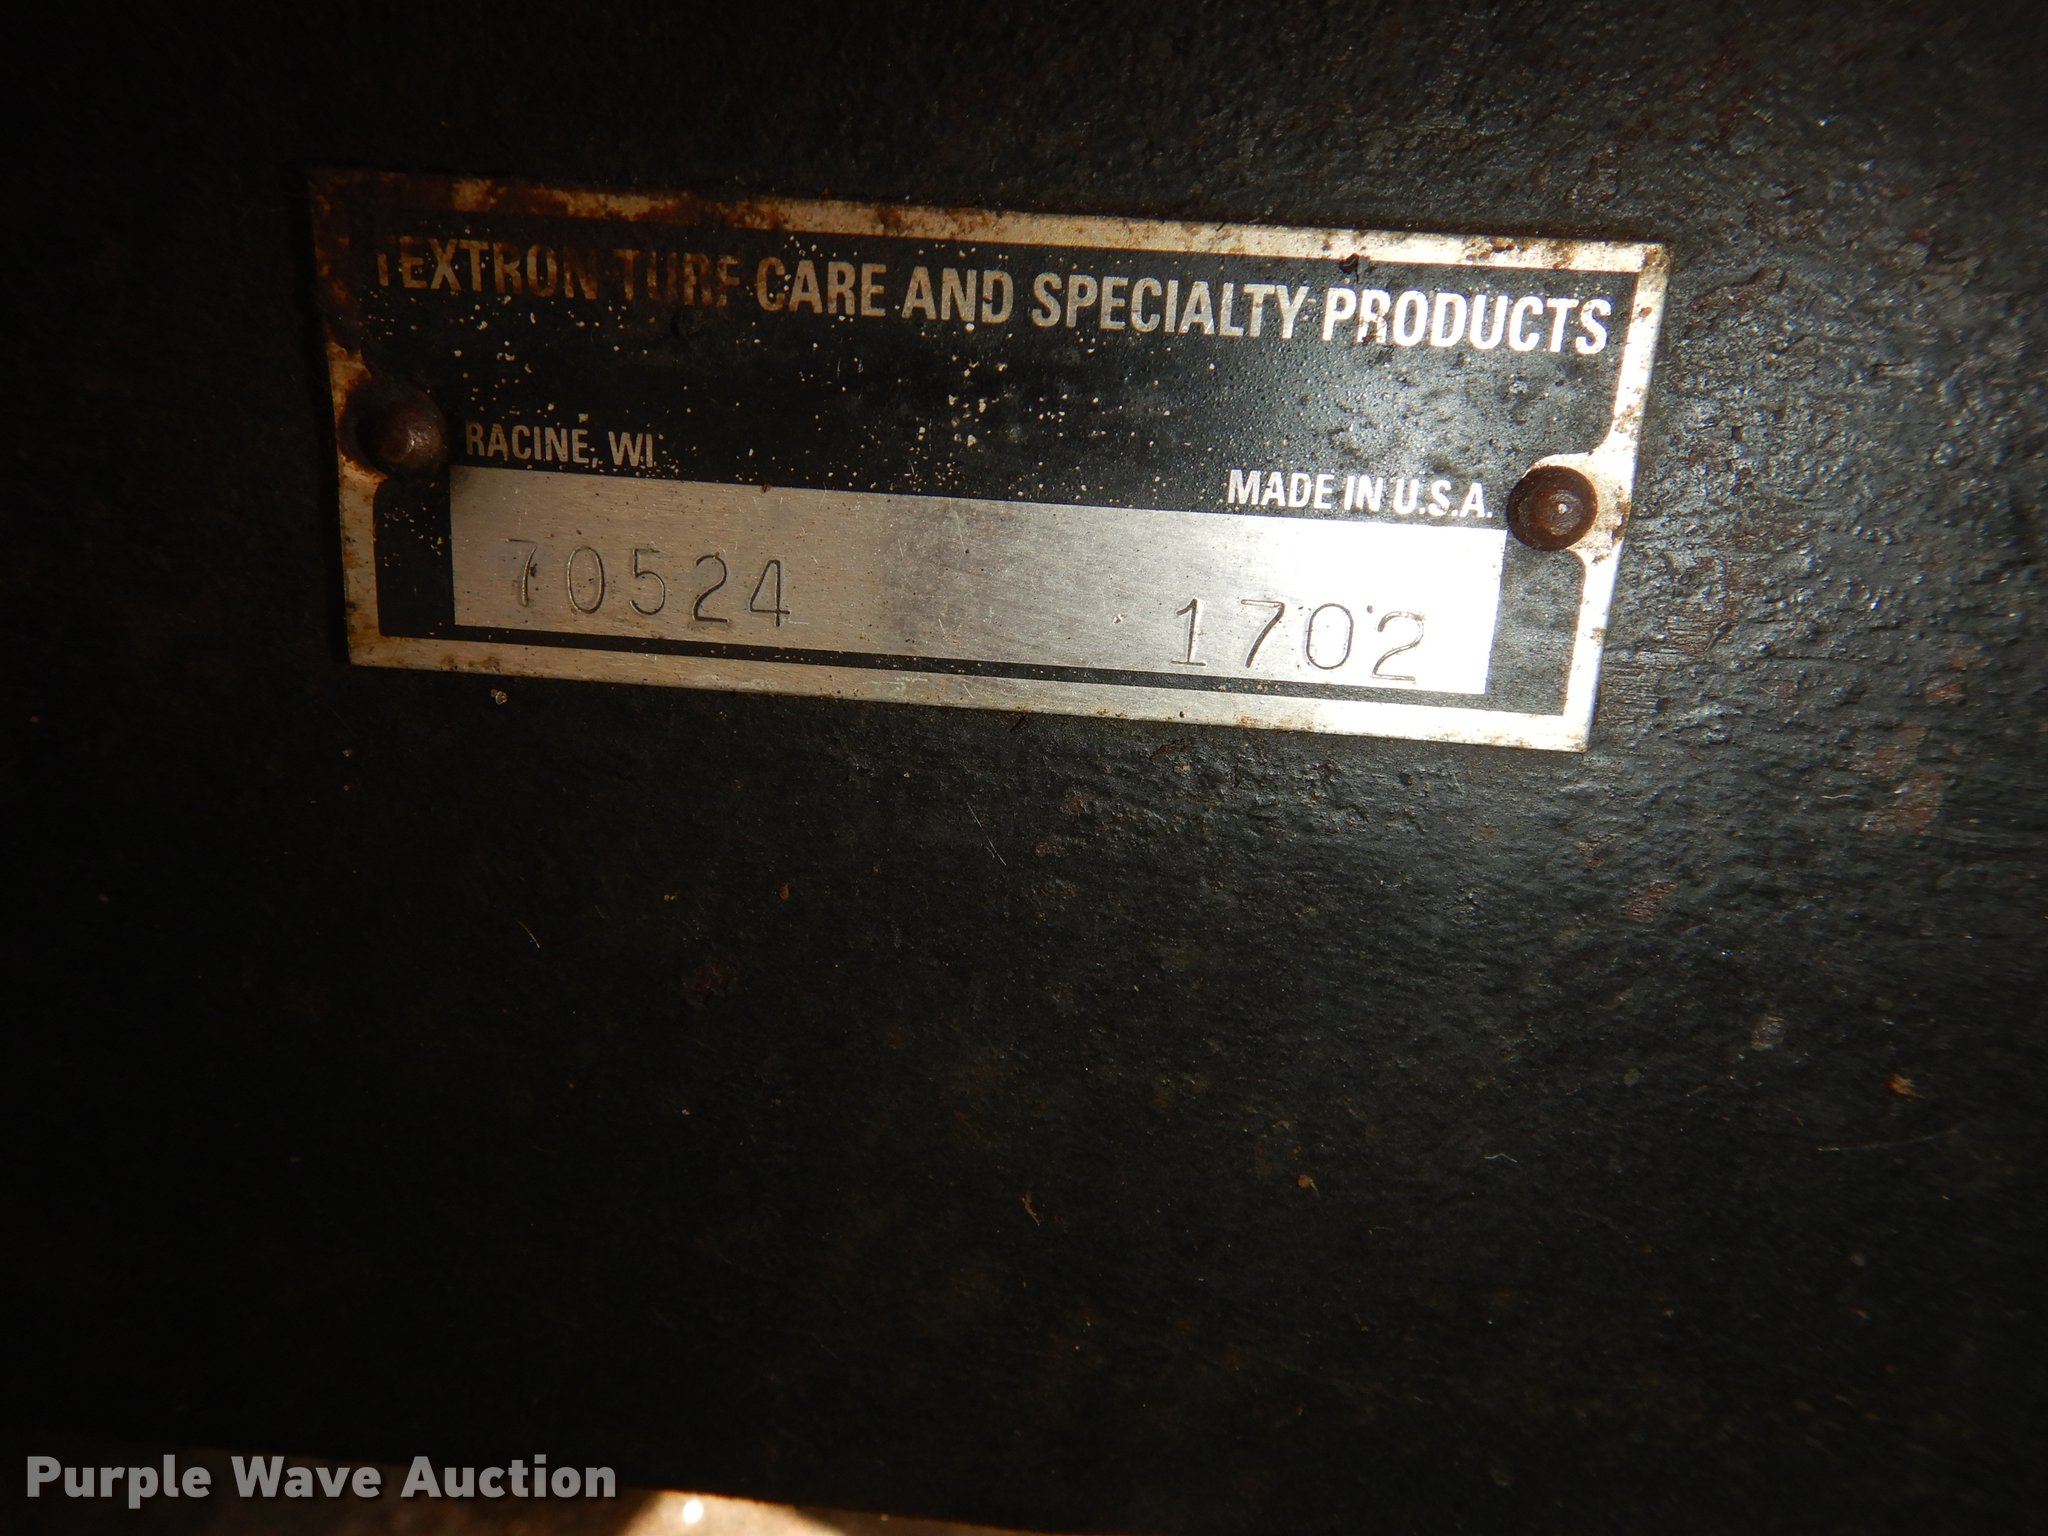 TEXTRON TURF CARE AND SPECIALTY PRODUCTS
RACINE, WI
MADE IN U.S.A.
70524 1702
Purple Wave Auction